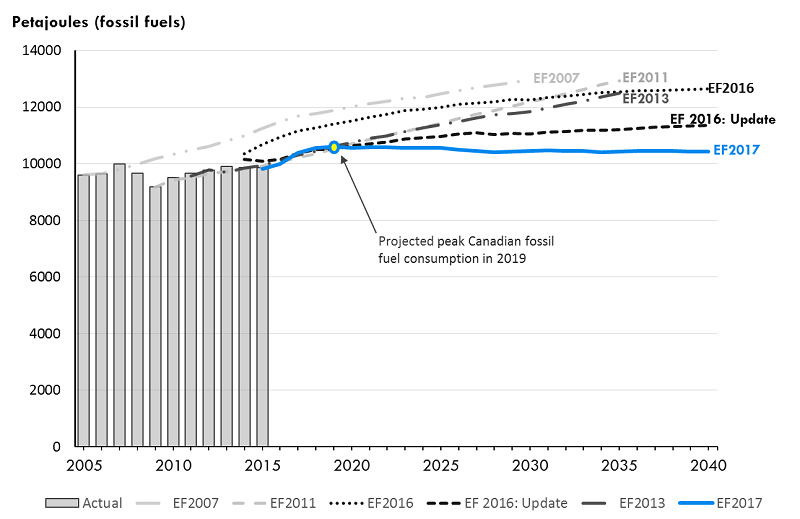 Petajoules (fossil fuels)
14000
12000
10000
8000
6000
4000
2000
0
EF2007
EF2011
EF2016
EF2013
EF 2016: Update
EF2017
Projected peak Canadian fossil
fuel consumption in 2019
2005 2010 2015 2020 2025 2030 2035 2040
Actual EF2007 EF2011 EF2016 EF 2016: Update EF2013 EF2017